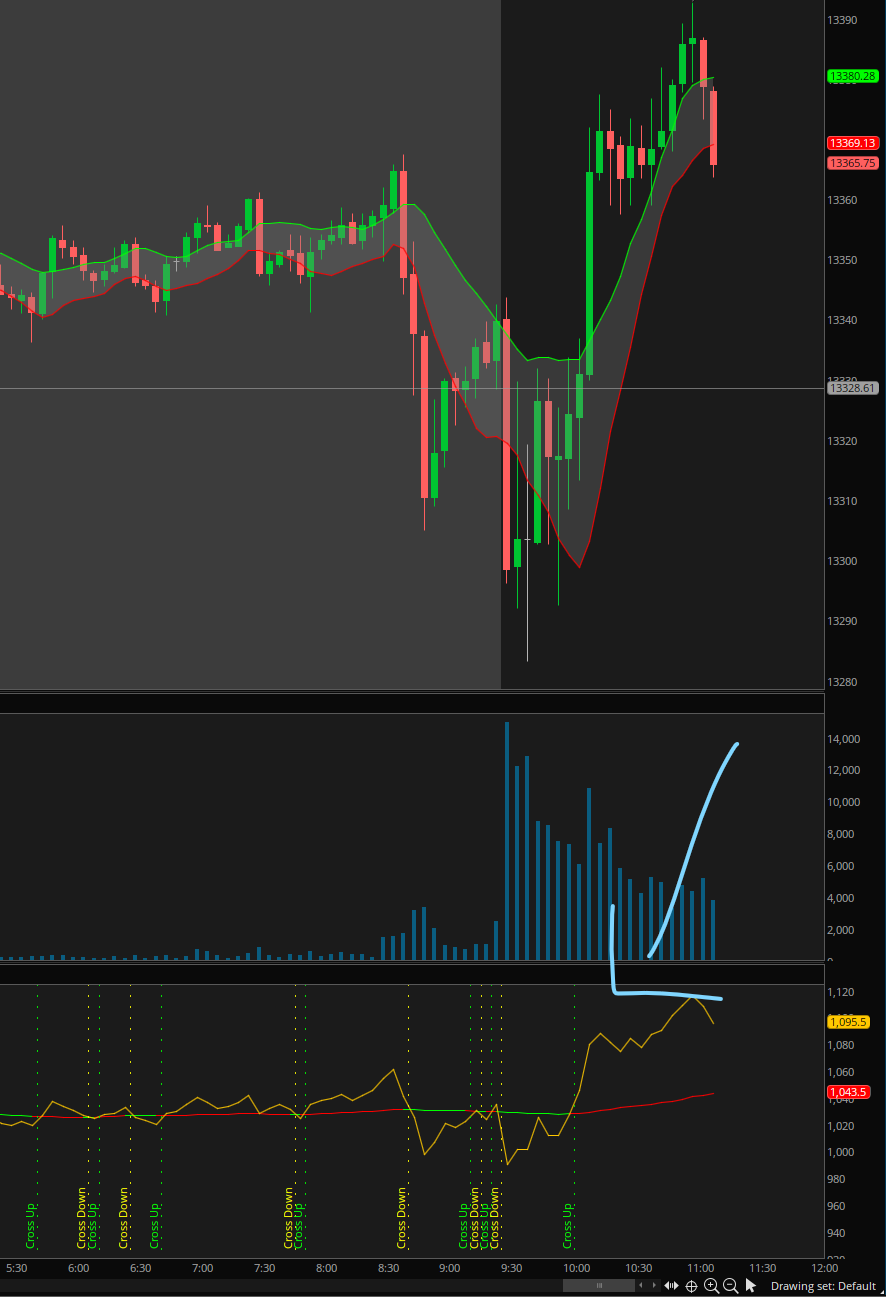 13390
13380.28
13369.13
13365.75
13360
13350
13340
13328.61
13320
13310
13300
13290
13280
14,000
12,000
10,000
8,000
6,000
4,000
2,000
1,120
1,095.5
1,080
1,060
1,043.5
1,040
1,020
1,000
980
960
940
Cross Up
Cross Down
Cross Up
Cross Down
Cross Up
Cross Down
Cross Up
Cross Down
Cross Up
Cross Down
Cross Up
Cross Down
Cross Up
5:30 6:00 6:30 7:00 7:30 8:00 8:30 9:00 9:30 10:00 10:30 11:00 11:30 12:00
Drawing set: Default